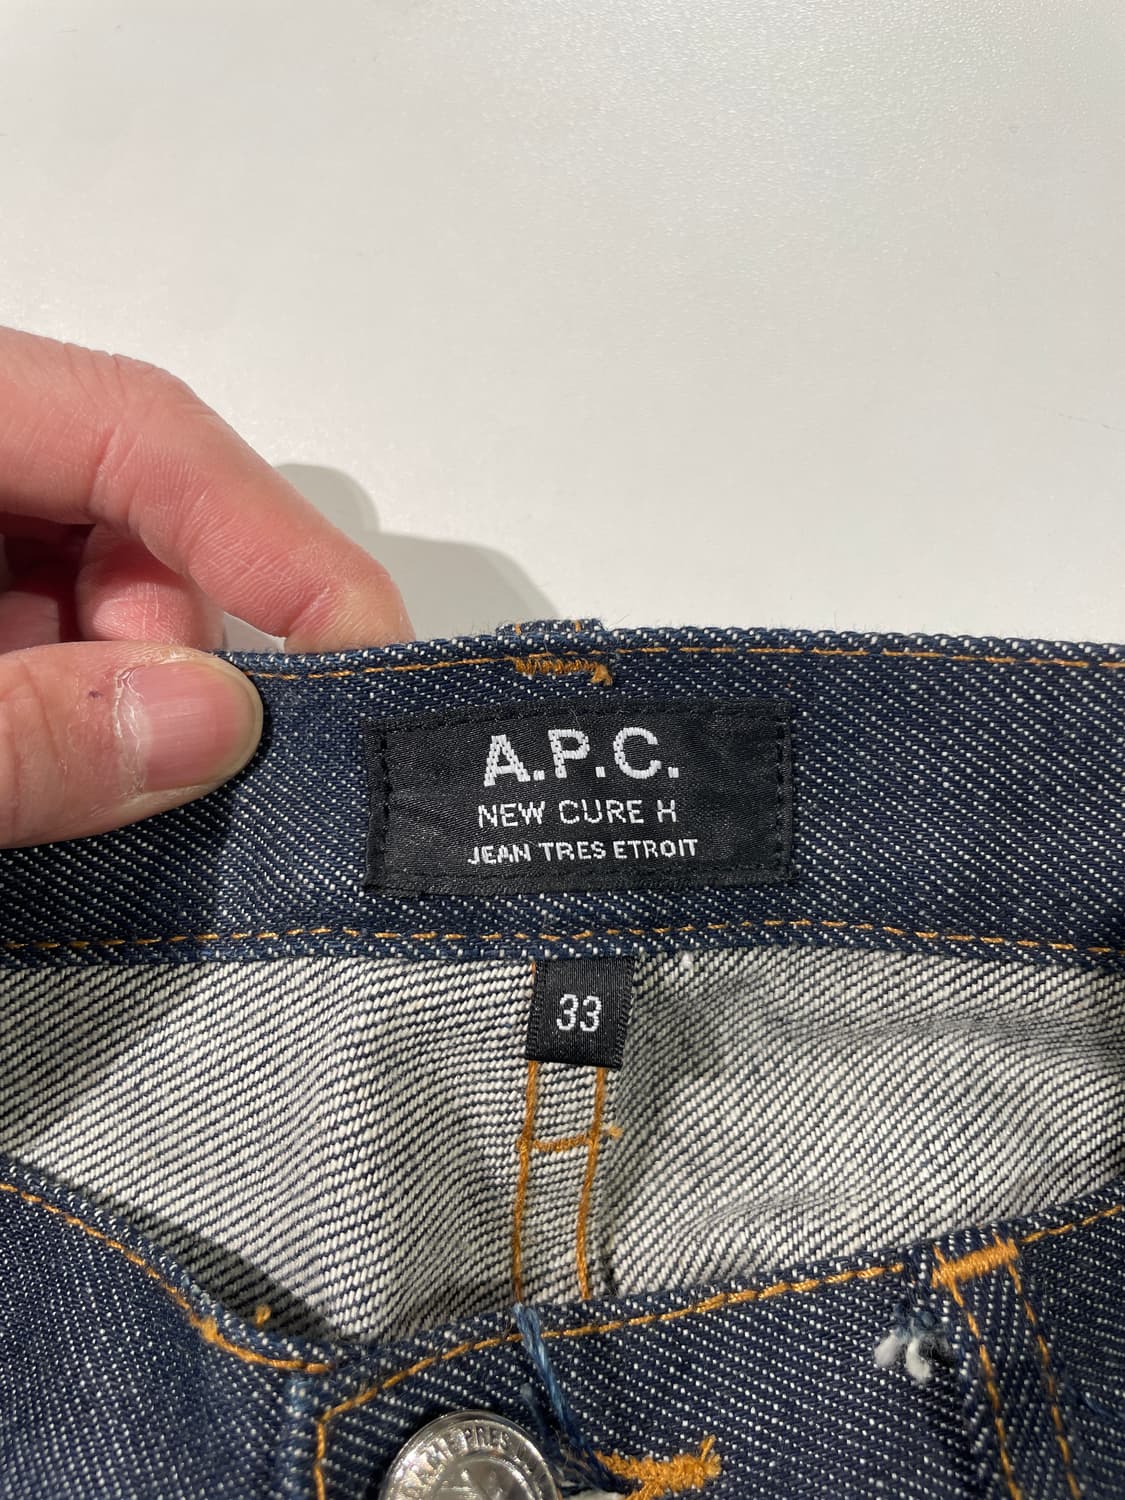 A.P.C.
NEW CURE H
JEAN TRES ETROIT
33